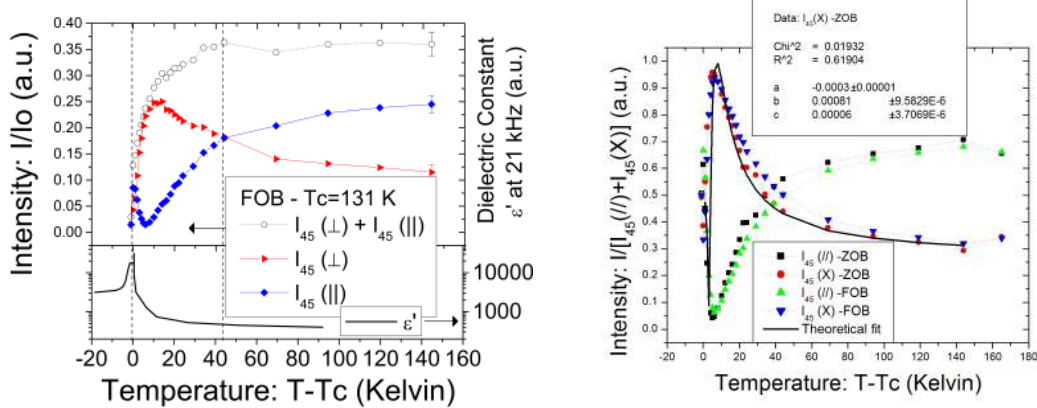 0.40
0.35
0.30
0.25
0.20
0.15
0.10
0.05
0.00
Intensity: I/Io (a.u.)
Dielectric Constant
ε' at 21 kHz (a.u.)
FOB - Tc=131 K
I45 (⊥) + I45 (||)
I45 (⊥)
I45 (||)
10000
1000
ε'
-20 0 20 40 60 80 100 120 140 160
Temperature: T-Tc (Kelvin)
Data: I45(X) -ZOB
Chi^2 = 0.01932
R^2 = 0.61904
a -0.0003±0.00001
b 0.00081 ±9.5829E-6
c 0.00006 ±3.7069E-6
Intensity: I/[I45(//)+I45(X)] (a.u.)
1.0
0.9
0.8
0.7
0.6
0.5
0.4
0.3
0.2
0.1
0.0
I45 (//) -ZOB
I45 (X) -ZOB
I45 (//) -FOB
I45 (X) -FOB
Theoretical fit
-20 0 20 40 60 80 100 120 140 160
Temperature: T-Tc (Kelvin)